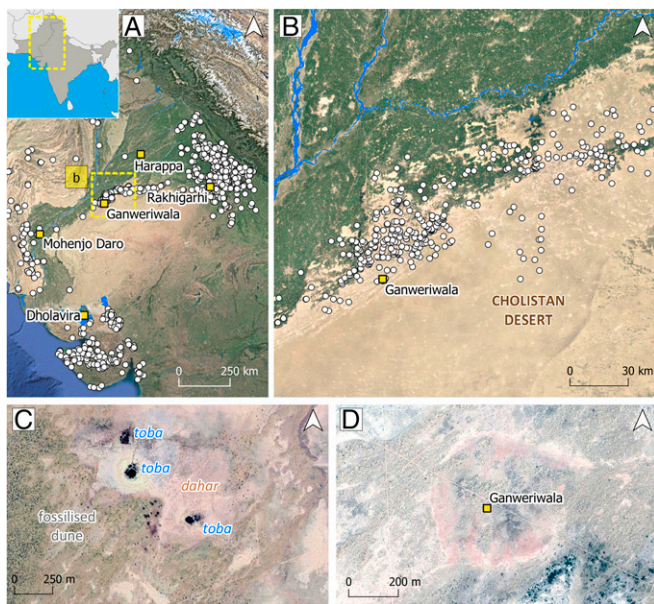 A
Harappa
b
Rakhigarhi
Ganweriwala
Mohenjo Daro
Dholavira
0 250 km
B
Ganweriwala
CHOLISTAN
DESERT
0 30 km
C
toba
toba
dahar
fossilised
dune
toba
0 250 m
D
Ganweriwala
0 200 m